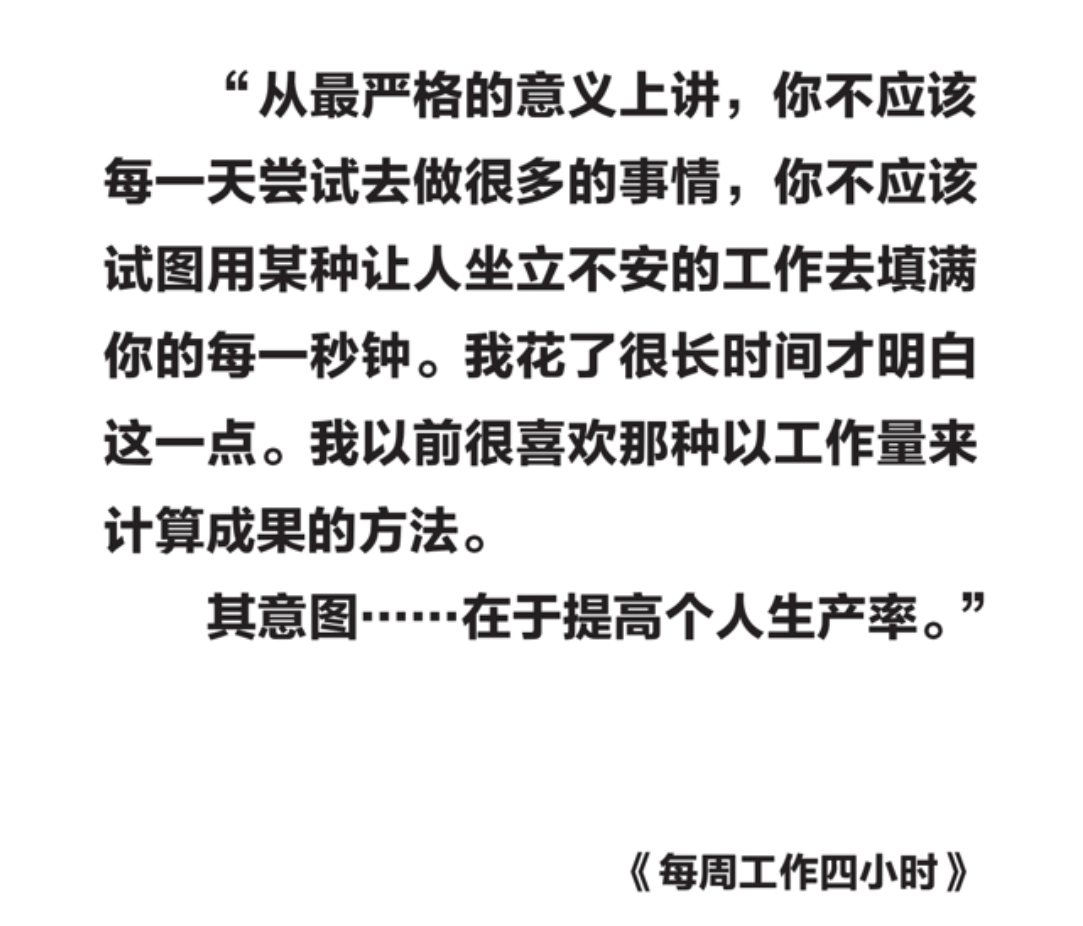 “从最严格的意义上讲，你不应该
每一天尝试去做很多的事情，你不应该
试图用某种让人坐立不安的工作去填满
你的每一秒钟。我花了很长时间才明白
这一点。我以前很喜欢那种以工作量来
计算成果的方法。
其意图……在于提高个人生产率。”
《每周工作四小时》